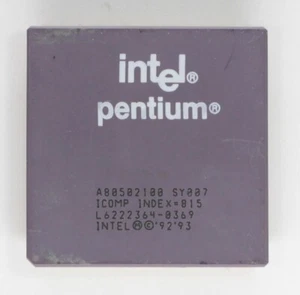 intel®
pentium®
A80502100 SY007
ICOMP INDEX=815
L6222364-0369
INTEL Ⓜ©'92'93